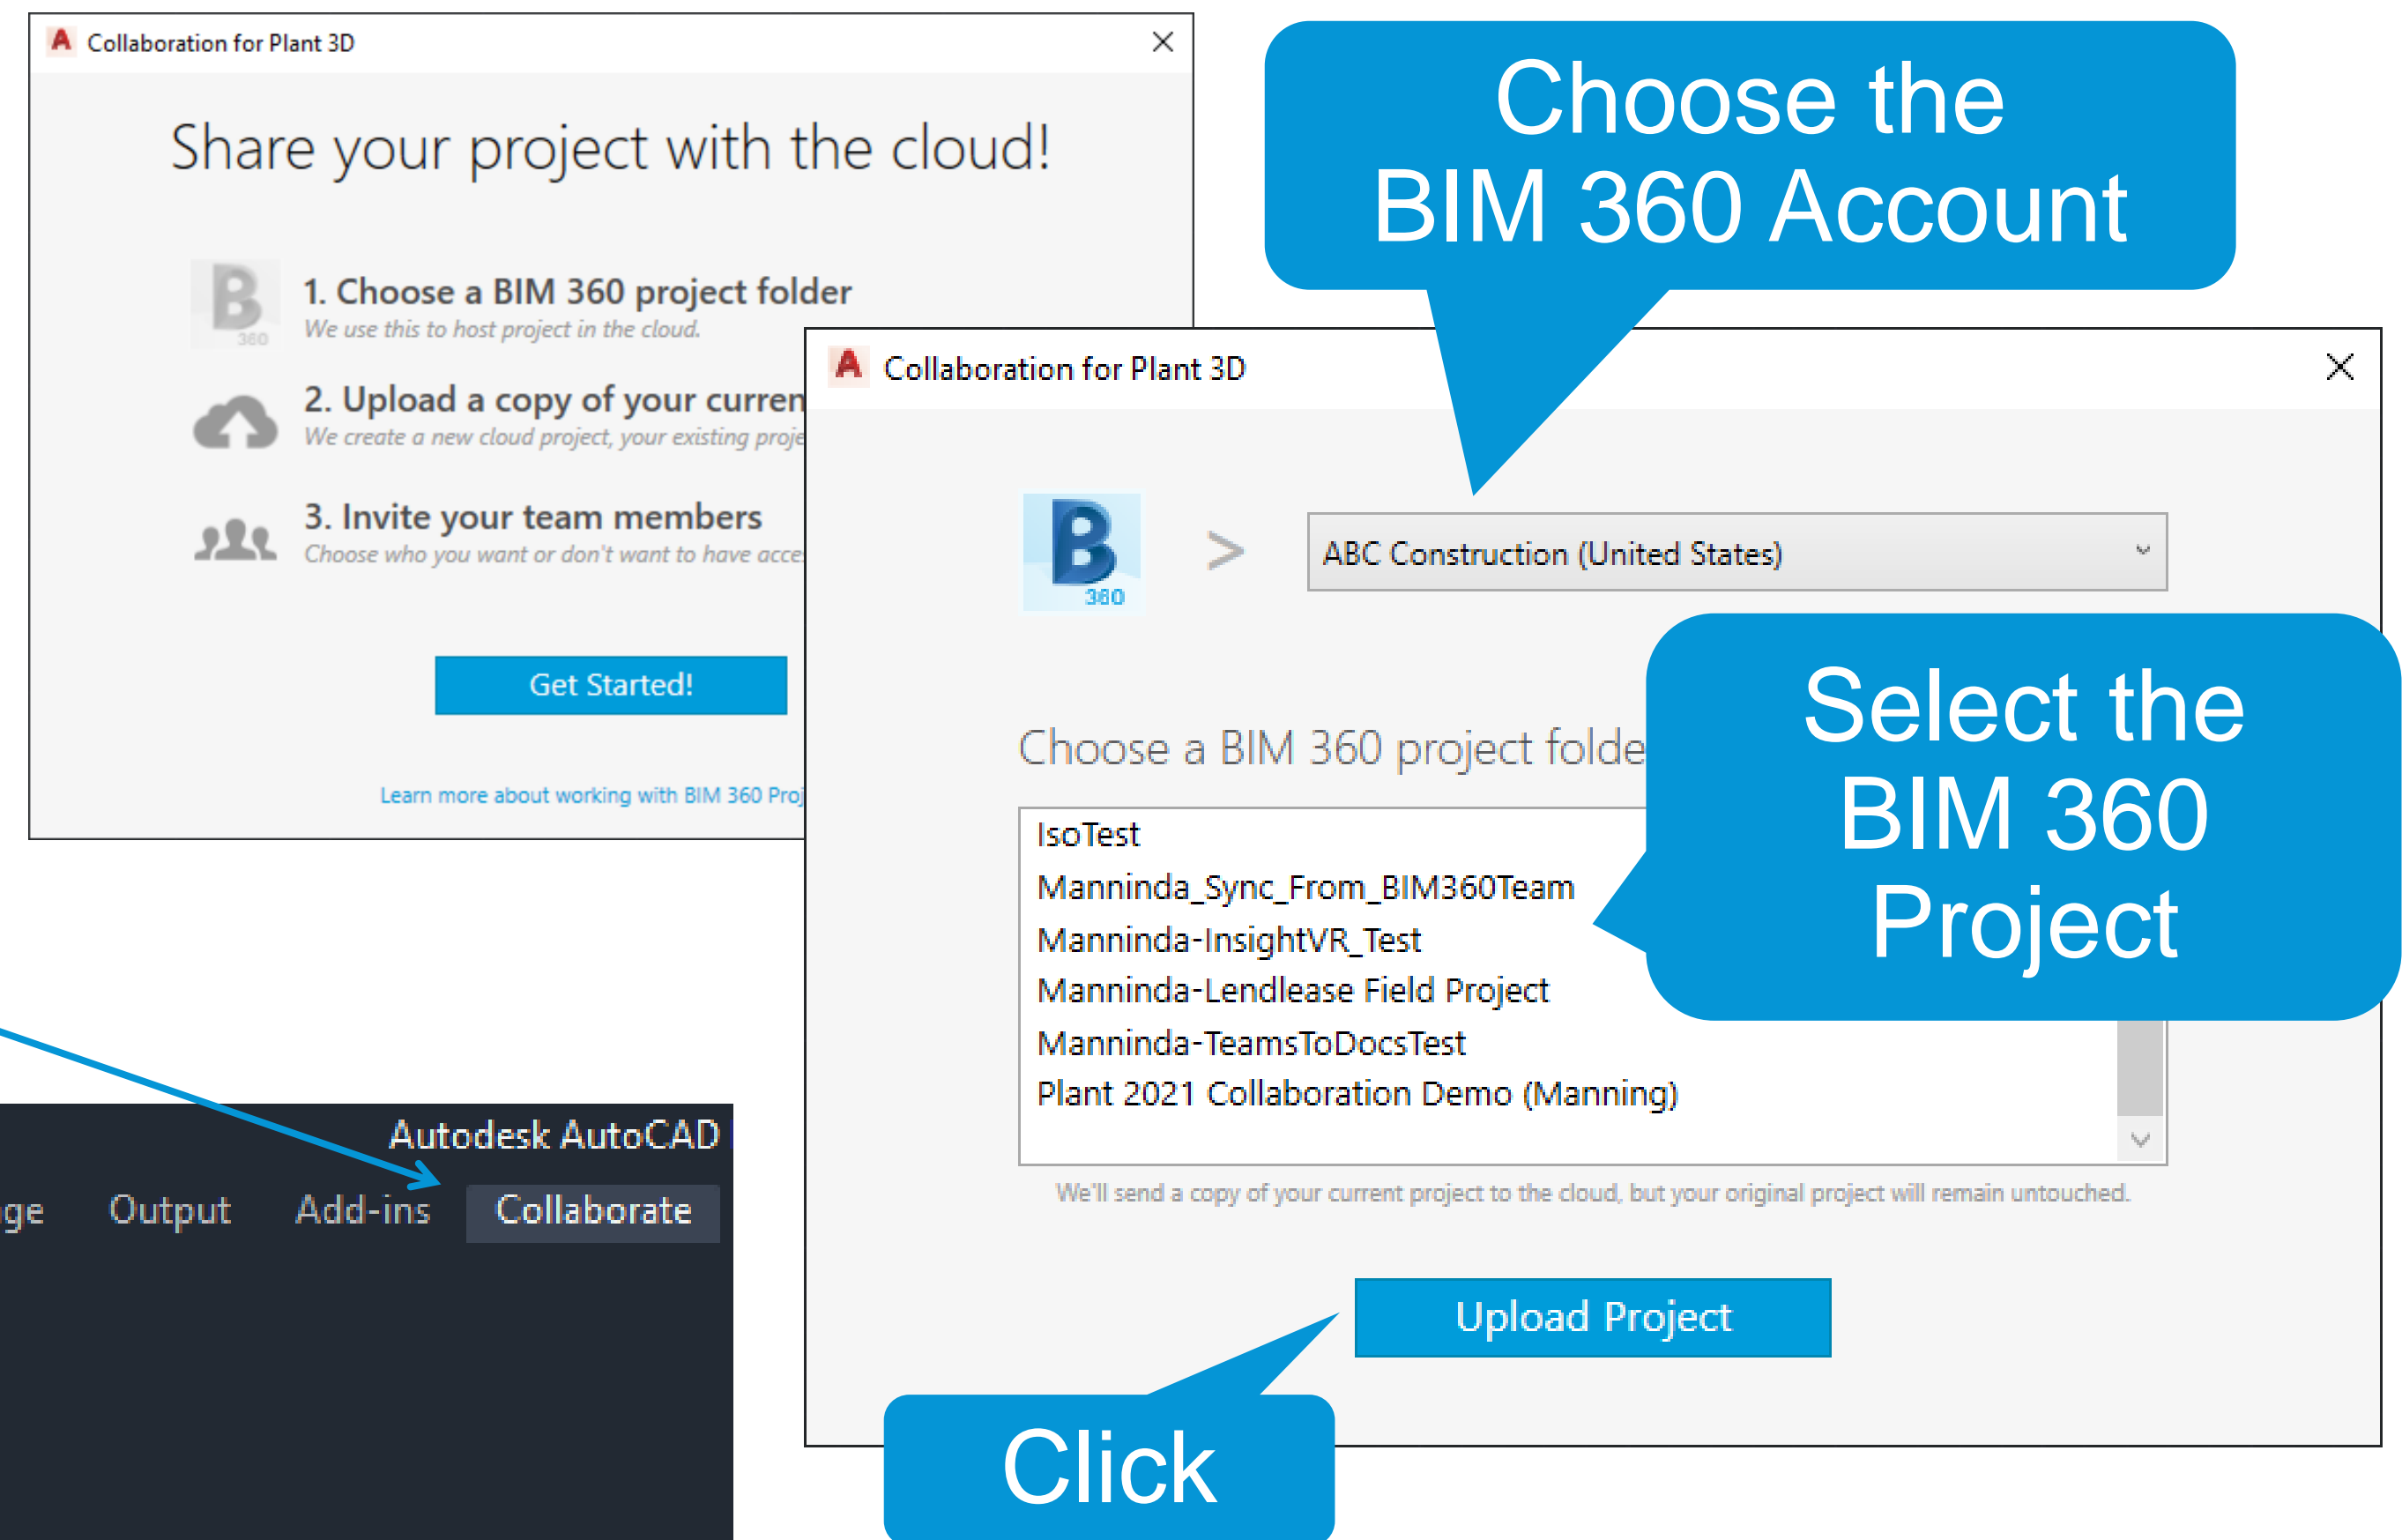 Collaboration for Plant 3D
Share your project with the cloud!
B
360
1. Choose a BIM 360 project folder
We use this to host project in the cloud.
2. Upload a copy of your curren
We create a new cloud project, your existing proje
3. Invite your team members
Choose who you want or don't want to have acce
Get Started!
Learn more about working with BIM 360 Proj
Choose the
BIM 360 Account
Collaboration for Plant 3D
B
360
>
ABC Construction (United States)
Select the
BIM 360
Project
Choose a BIM 360 project folde
IsoTest
Manninda_Sync_From_BIM360Team
Manninda-InsightVR_Test
Manninda-Lendlease Field Project
Manninda-TeamsToDocsTest
Plant 2021 Collaboration Demo (Manning)
We'll send a copy of your current project to the cloud, but your original project will remain untouched.
Upload Project
Click
Autodesk AutoCAD
ge Output Add-ins Collaborate